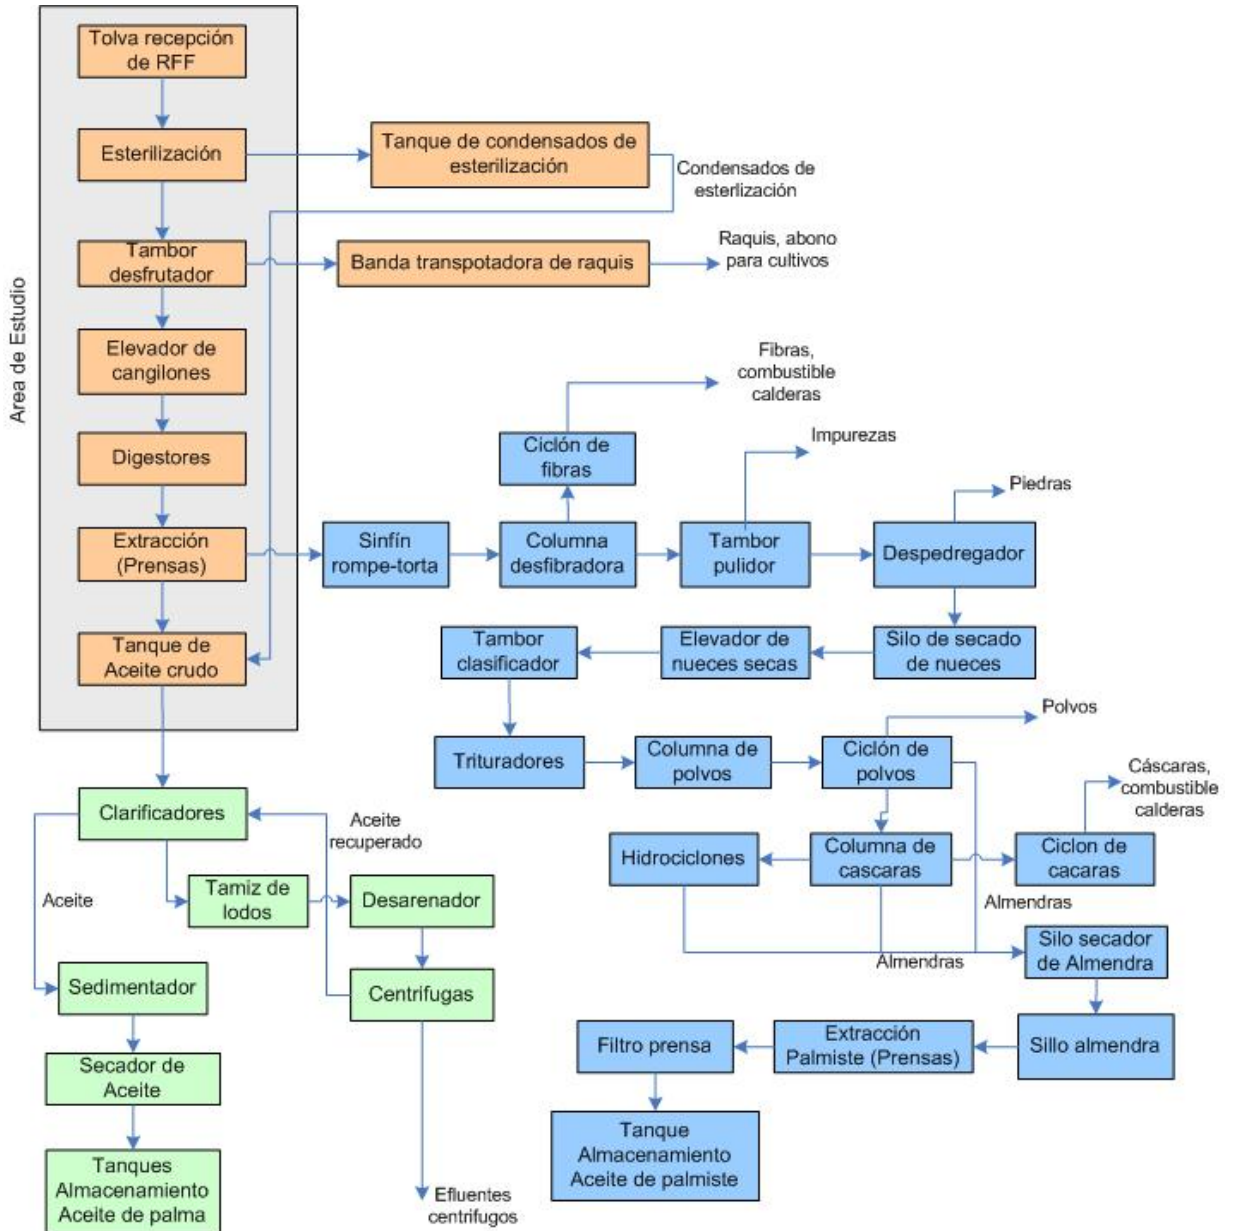 Tolva recepción
de RFF
Esterilización
Tanque de condensados de
esterilización
Condensados de
esterlización
Tambor
desfrutador
Banda transpotadora de raquis
Raquis, abono
para cultivos
Area de Estudio
Elevador de
cangilones
Fibras,
combustible
calderas
Digestores
Ciclón de
fibras
Impurezas
Piedras
Extracción
(Prensas)
Sinfín
rompe-torta
Columna
desfibradora
Tambor
pulidor
Despedregador
Tanque de
Aceite crudo
Tambor
clasificador
Elevador de
nueces secas
Silo de secado
de nueces
Polvos
Trituradores
Columna de
polvos
Ciclón de
polvos
Cáscaras,
combustible
calderas
Clarificadores
Aceite
recuperado
Hidrociclones
Columna de
cascaras
Ciclon de
cacaras
Aceite
Tamiz de
lodos
Desarenador
Almendras
Almendras
Silo secador
de Almendra
Sedimentador
Centrifugas
Filtro prensa
Extracción
Palmiste (Prensas)
Sillo almendra
Secador de
Aceite
Tanque
Almacenamiento
Aceite de palmiste
Tanques
Almacenamiento
Aceite de palma
Efluentes
centrifugos